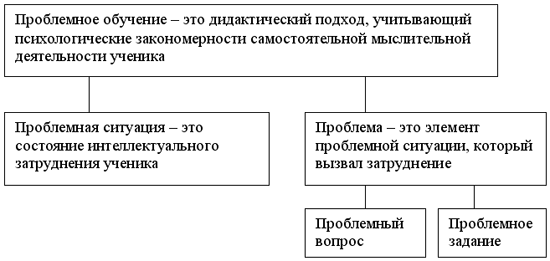 Проблемное обучение – это дидактический подход, учитывающий
психологические закономерности самостоятельной мыслительной
деятельности ученика
Проблемная ситуация – это
состояние интеллектуального
затруднения ученика
Проблема – это элемент
проблемной ситуации, который
вызвал затруднение
Проблемный
вопрос
Проблемное
задание